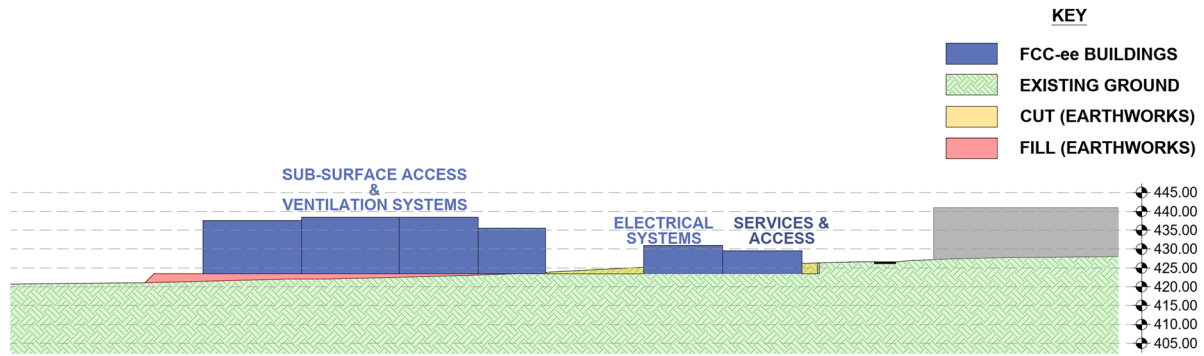 KEY
FCC-ee BUILDINGS
EXISTING GROUND
CUT (EARTHWORKS)
FILL (EARTHWORKS)
SUB-SURFACE ACCESS
&
VENTILATION SYSTEMS
ELECTRICAL
SYSTEMS
SERVICES &
ACCESS
445.00
440.00
435.00
430.00
425.00
420.00
415.00
410.00
405.00